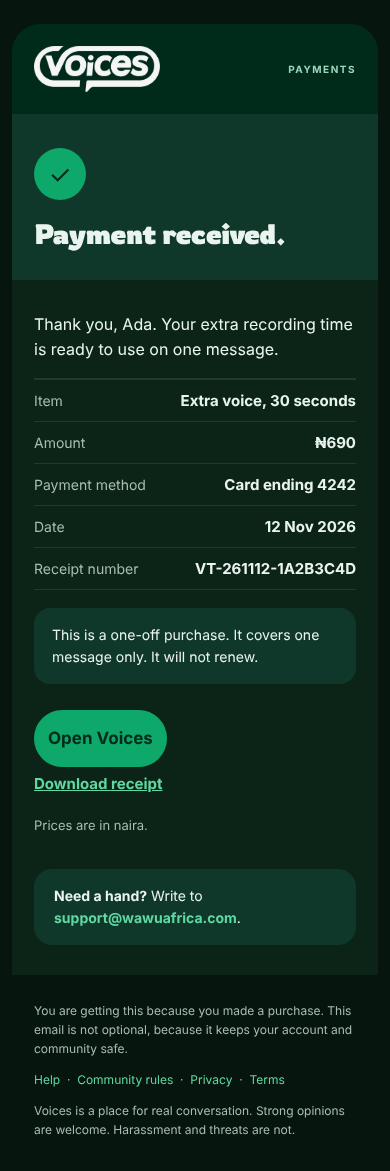 Voices
PAYMENTS
Payment received.
Thank you, Ada. Your extra recording time
is ready to use on one message.
Item Extra voice, 30 seconds
Amount ₦690
Payment method Card ending 4242
Date 12 Nov 2026
Receipt number VT-261112-1A2B3C4D
This is a one-off purchase. It covers one
message only. It will not renew.
Open Voices
Download receipt
Prices are in naira.
Need a hand? Write to
support@wawuafrica.com.
You are getting this because you made a purchase. This
email is not optional, because it keeps your account and
community safe.
Help · Community rules · Privacy · Terms
Voices is a place for real conversation. Strong opinions
are welcome. Harassment and threats are not.